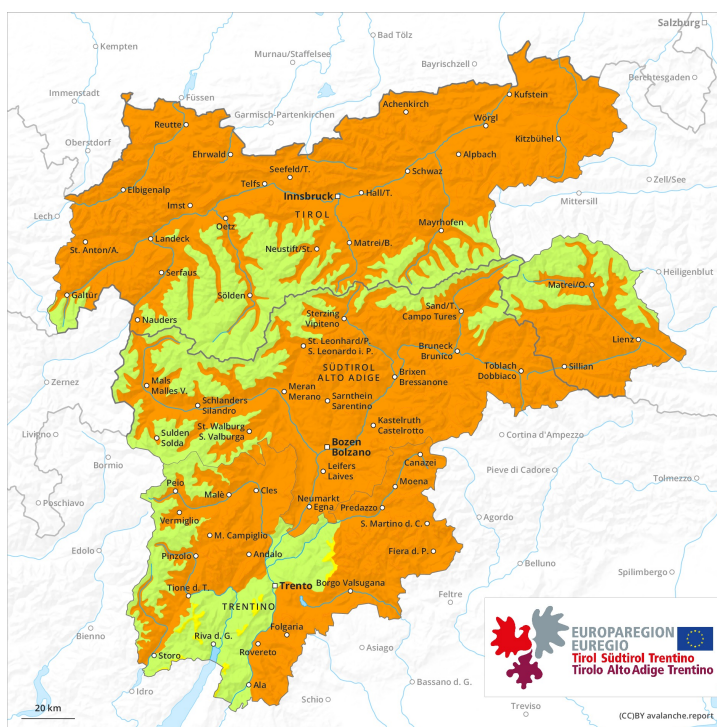 Salzburg
Bad Tölz
Kempten
Murnau/Staffelsee
Bayrischzell
Berchtesgaden
Immenstadt
Füssen
Achenkirch
Kufstein
Garmisch-Partenkirchen
Reutte
Wörgl
Oberstdorf
Kitzbühel
Ehrwald
Alpbach
Seefeld/T.
Schwaz
Zell/See
Telfs
Elbigenalp
Innsbruck
Hall/T.
Mittersill
Imst
Lech
TIROL
Oetz
Mayrhofen
St. Anton/A.
Landeck
Neustift/St.
Matrei/B.
Serfaus
Heiligenblut
Matrei/O.
Galtür
Sölden
Sand/T.
Campo Tures
Nauders
Sterzing
Vipiteno
Lienz
St. Leonhard/P.
S. Leonardo i. P.
Bruneck
Brunico
Toblach
Dobbiaco
Sillian
SÜDTIROL
ALTO ADIGE
Brixen
Bressanone
Zernez
Mals
Malles V.
Meran
Merano
Schlanders
Silandro
Sarnthein
Sarentino
Kastelruth
Castelrotto
St. Walburg
S. Valburga
Livigno
Sulden
Solda
Cortina d'Ampezzo
Bozen
Bolzano
Canazei
Bormio
Leifers
Laives
Pieve di Cadore
Tolmezzo
Peio
Malè
Cles
Moena
Neumarkt
Egna
Predazzo
Poschiavo
Vermiglio
Agordo
S. Martino d. C.
M. Campiglio
Edolo
Pinzolo
Andalo
Fiera d. P.
Belluno
Spilimbergo
Tione d. T.
Trento
Borgo Valsugana
Feltre
TRENTINO
Bienno
Riva d. G.
Folgaria
Rovereto
Asiago
Storo
Bassano d. G.
Ala
Idro
Schio
Treviso
EUROPAREGION
EUREGIO
Tirol Südtirol Trentino
Tirolo Alto Adige Trentino
20 km
(CC)BY avalanche.report